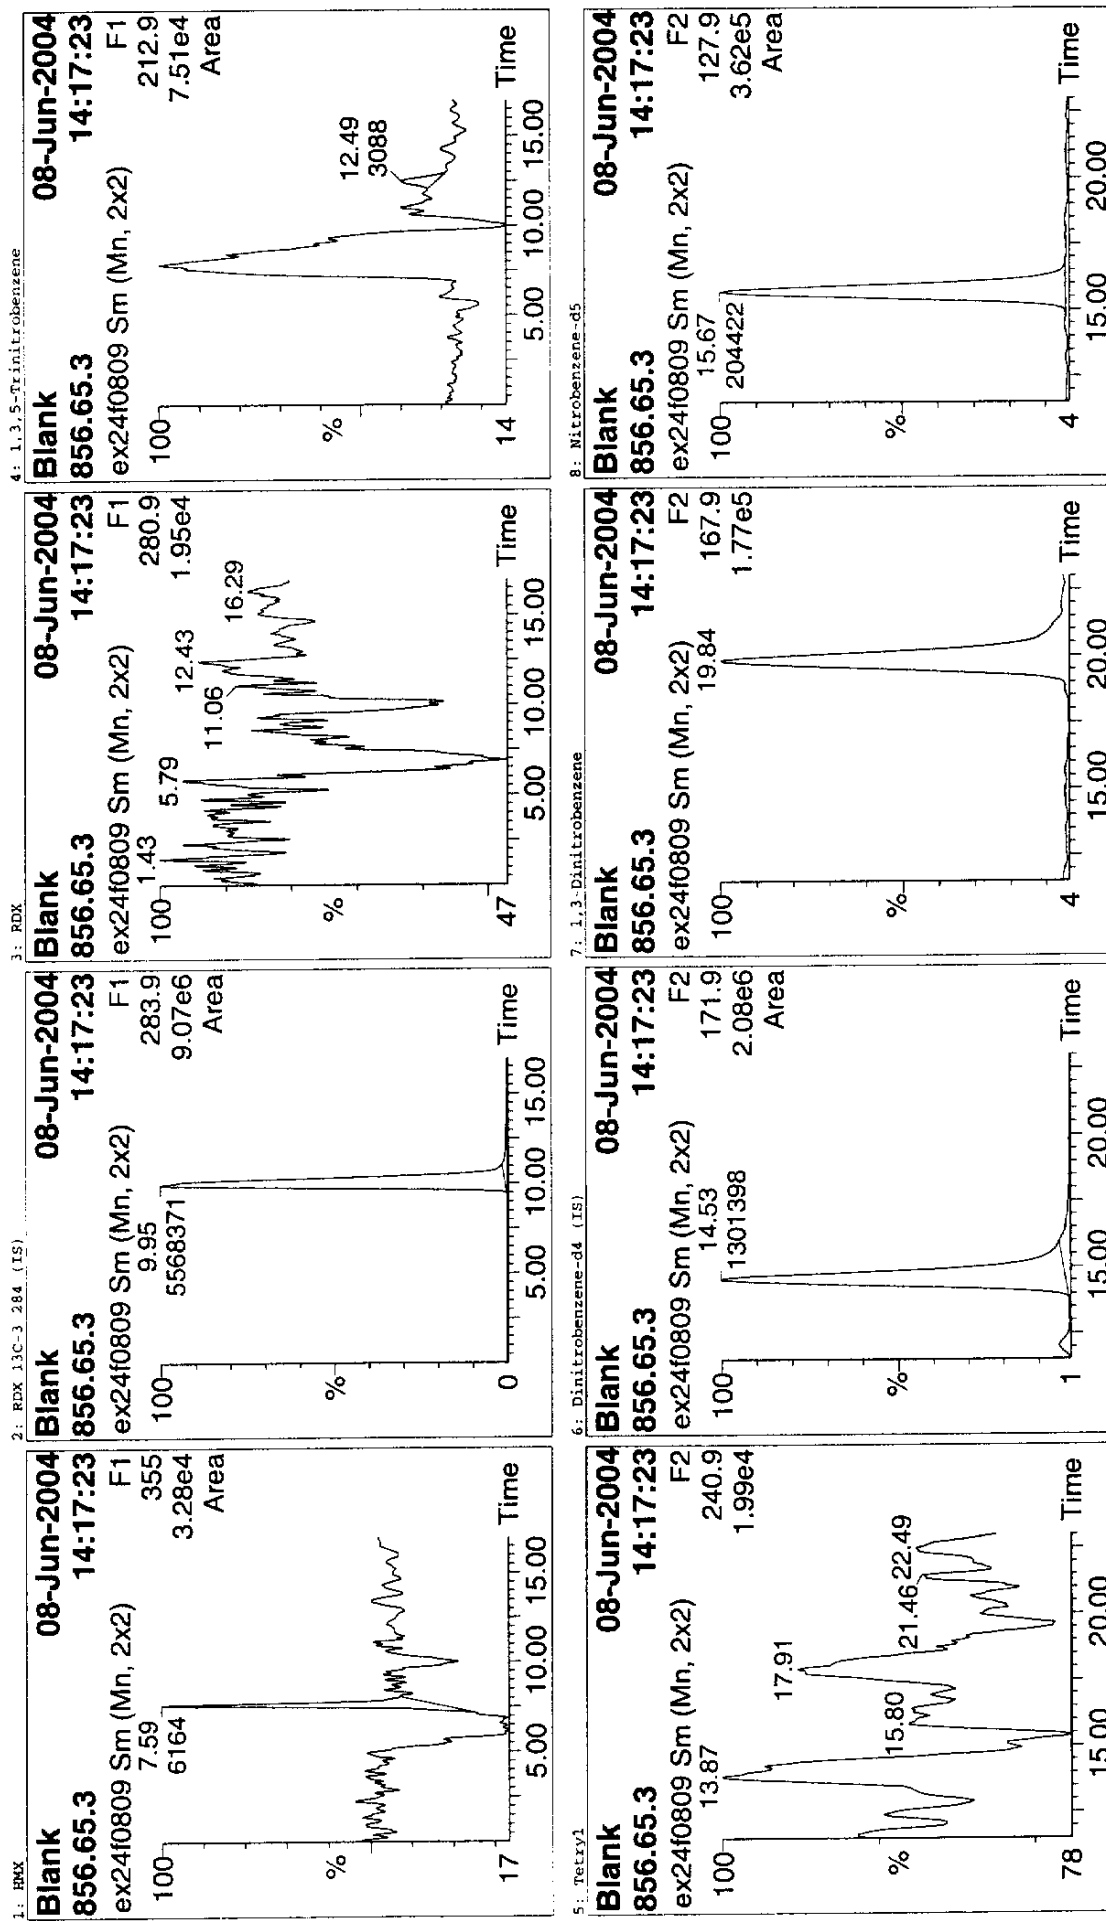 1: HMX
Blank 08-Jun-2004
856.65.3 14:17:23
ex24f0809 Sm (Mn, 2x2) F1
355
3.28e4
Area
100
7.59
6164
%
17
5.00 10.00 15.00 Time
2: RDX 13C-3 284 (IS)
Blank 08-Jun-2004
856.65.3 14:17:23
ex24f0809 Sm (Mn, 2x2) F1
283.9
9.07e6
Area
100
9.95
5568371
%
0
5.00 10.00 15.00 Time
3: RDX
Blank 08-Jun-2004
856.65.3 14:17:23
ex24f0809 Sm (Mn, 2x2) F1
280.9
1.95e4
100
1.43
5.79
11.06
12.43
16.29
%
47
5.00 10.00 15.00 Time
4: 1,3,5-Trinitrobenzene
Blank 08-Jun-2004
856.65.3 14:17:23
ex24f0809 Sm (Mn, 2x2) F1
212.9
7.51e4
Area
100
12.49
3088
%
14
5.00 10.00 15.00 Time
5: Tetryl
Blank 08-Jun-2004
856.65.3 14:17:23
ex24f0809 Sm (Mn, 2x2) F2
240.9
1.99e4
100
13.87
17.91
15.80
21.46
22.49
%
78
15.00 20.00 Time
6: Dinitrobenzene-d4 (IS)
Blank 08-Jun-2004
856.65.3 14:17:23
ex24f0809 Sm (Mn, 2x2) F2
171.9
2.08e6
Area
100
14.53
1301398
%
1
15.00 20.00 Time
7: 1,3-Dinitrobenzene
Blank 08-Jun-2004
856.65.3 14:17:23
ex24f0809 Sm (Mn, 2x2) F2
167.9
1.77e5
100
19.84
%
4
15.00 20.00 Time
8: Nitrobenzene-d5
Blank 08-Jun-2004
856.65.3 14:17:23
ex24f0809 Sm (Mn, 2x2) F2
127.9
3.62e5
Area
100
15.67
204422
%
4
15.00 20.00 Time